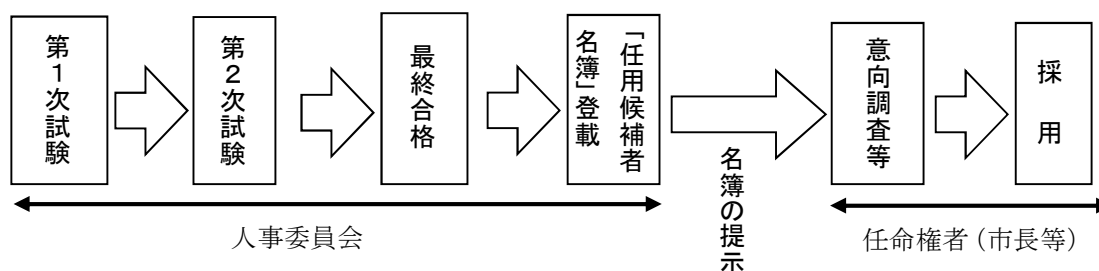 第１次試験
第２次試験
最終合格
「任用候補者
名簿」登載
名簿の提示
意向調査等
採用
人事委員会
任命権者（市長等）